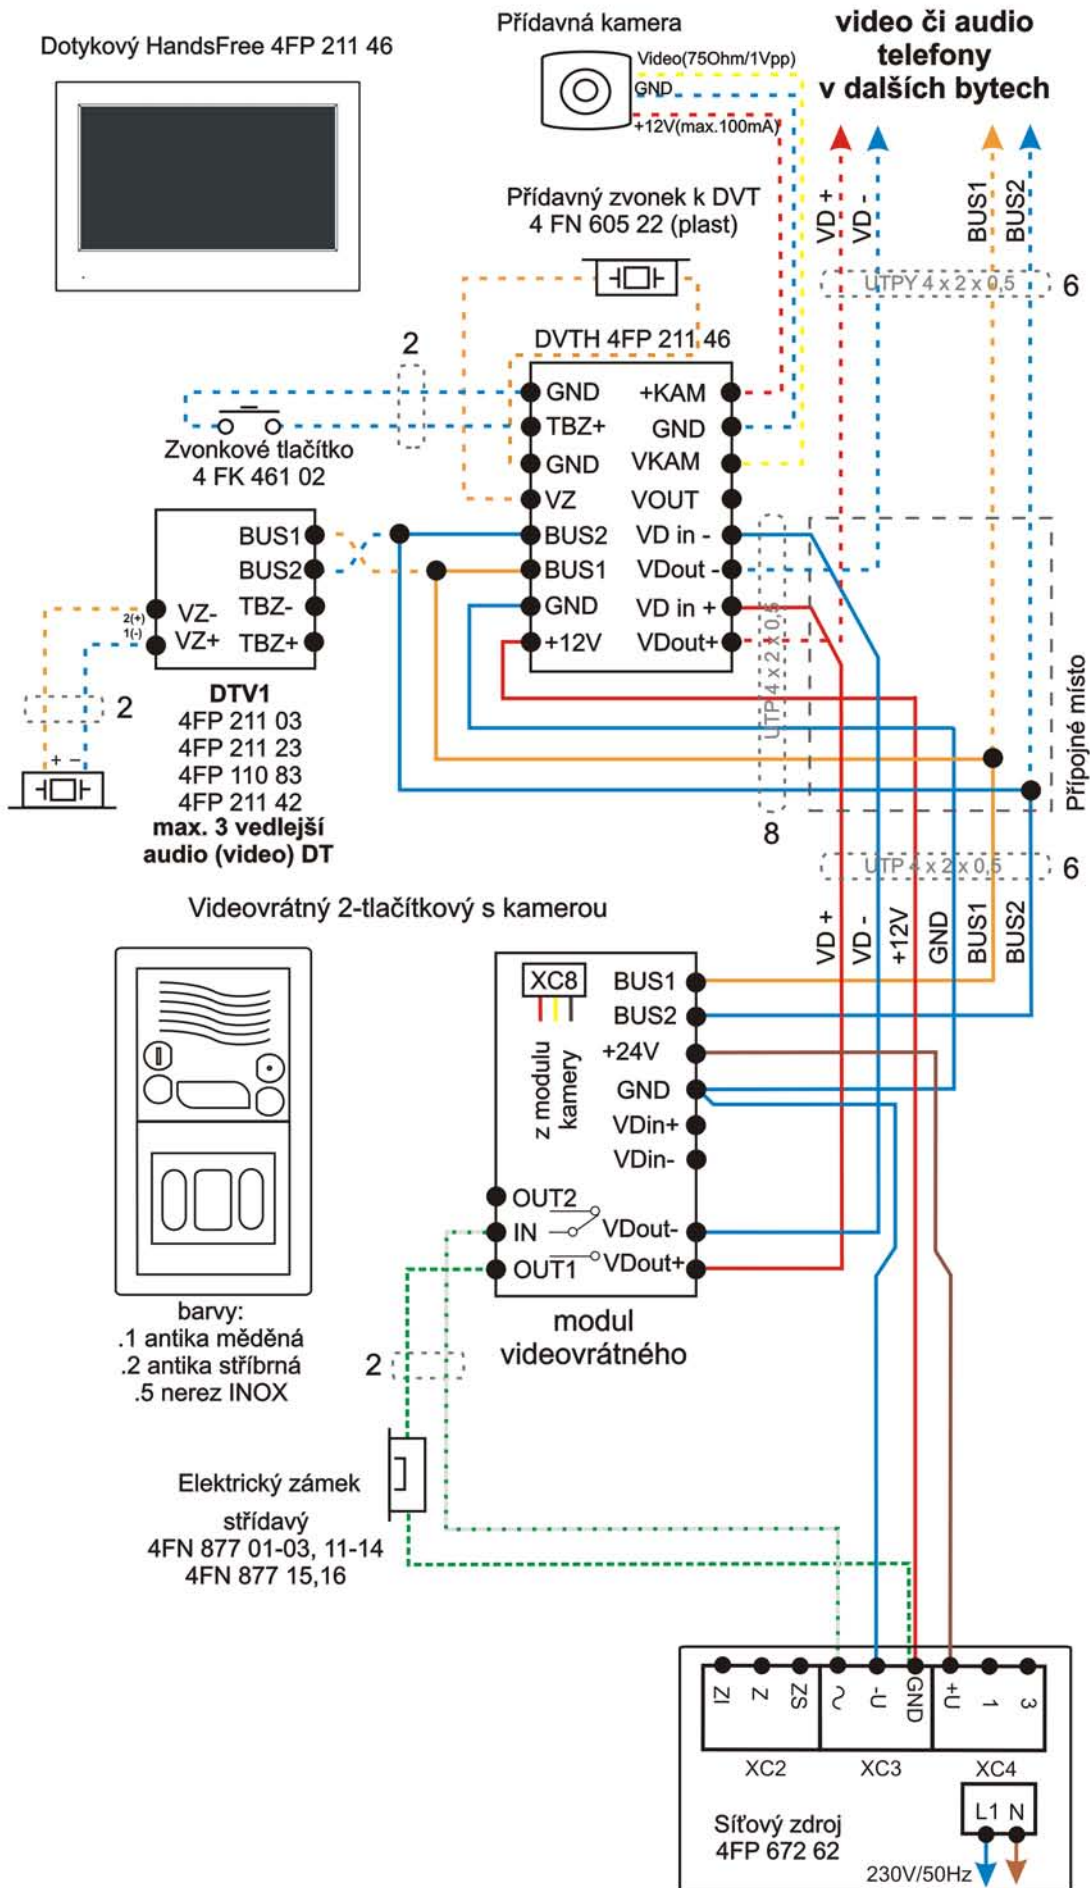 Dotykový HandsFree 4FP 211 46
Přídavná kamera
Video(75Ohm/1Vpp)
GND
+12V(max.100mA)
video či audio
telefony
v dalších bytech
VD +
VD -
BUS1
BUS2
UTPY 4 x 2 x 0,5
6
Přídavný zvonek k DVT
4 FN 605 22 (plast)
DVTH 4FP 211 46
2
Zvonkové tlačítko
4 FK 461 02
GND
TBZ+
GND
VZ
BUS2
BUS1
GND
+12V
+KAM
GND
VKAM
VOUT
VD in -
VDout -
VD in +
VDout+
BUS1
BUS2
TBZ-
TBZ+
VZ-
VZ+
2(+)
1(-)
2
+ −
DTV1
4FP 211 03
4FP 211 23
4FP 110 83
4FP 211 42
max. 3 vedlejší
audio (video) DT
UTP 4 x 2 x 0,5
8
Přípojné místo
UTP 4 x 2 x 0,5
6
VD +
VD -
+12V
GND
BUS1
BUS2
Videovrátný 2-tlačítkový s kamerou
XC8
z modulu
kamery
BUS1
BUS2
+24V
GND
VDin+
VDin-
OUT2
IN
OUT1
VDout-
VDout+
modul
videovrátného
barvy:
.1 antika měděná
.2 antika stříbrná
.5 nerez INOX
2
Elektrický zámek
střídavý
4FN 877 01-03, 11-14
4FN 877 15,16
ZI
Z
ZS
~
-U
GND
+U
1
3
XC2
XC3
XC4
L1 N
Síťový zdroj
4FP 672 62
230V/50Hz